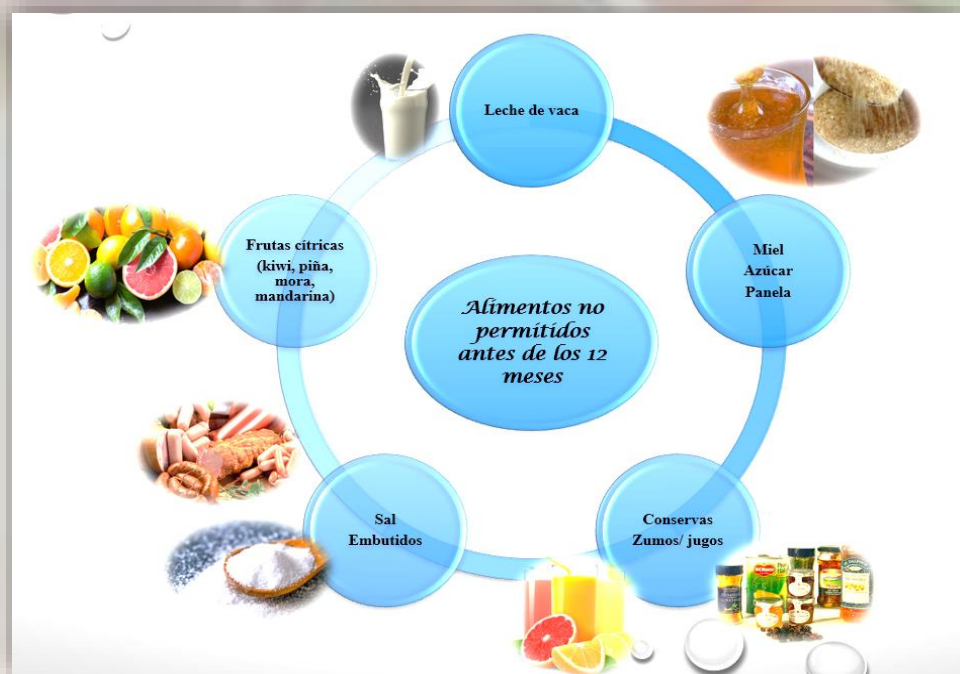 Leche de vaca
Miel
Azúcar
Panela
Conservas
Zumos/ jugos
Sal
Embutidos
Frutas cítricas
(kiwi, piña,
mora,
mandarina)
Alimentos no
permitidos
antes de los 12
meses